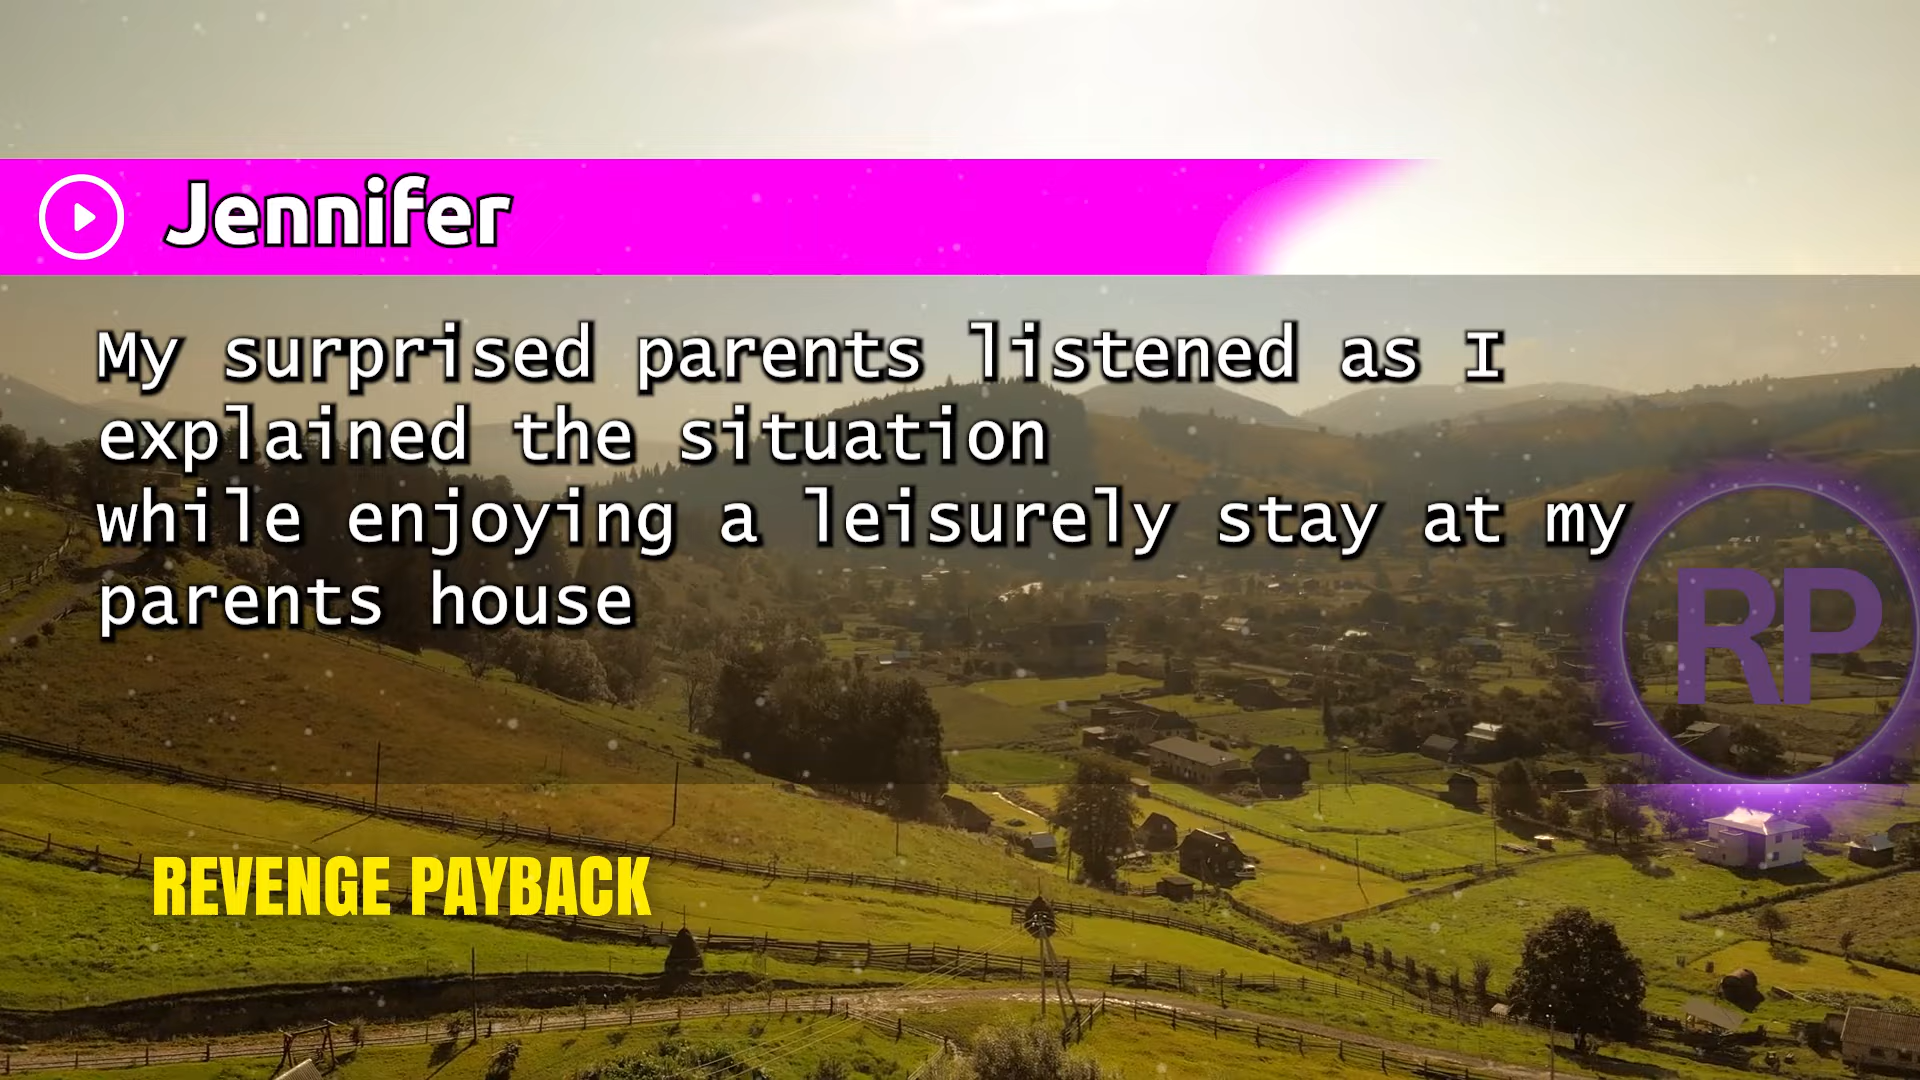 Jennifer
My surprised parents listened as I
explained the situation
while enjoying a leisurely stay at my
parents house
RP
REVENGE PAYBACK